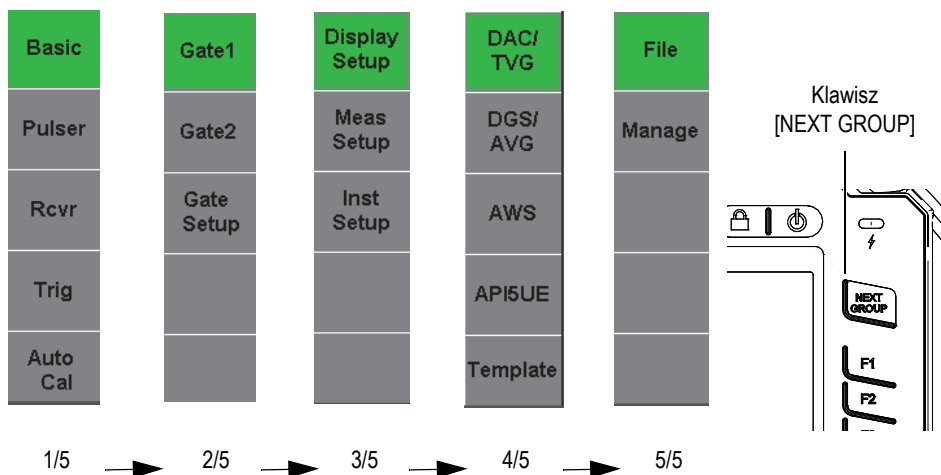 Basic
Pulser
Rcvr
Trig
Auto
Cal
Gate1
Gate2
Gate
Setup
Display
Setup
Meas
Setup
Inst
Setup
DAC/
TVG
DGS/
AVG
AWS
API5UE
Template
File
Manage
Klawisz
[NEXT GROUP]
NEXT
GROUP
F1
F2
1/5
2/5
3/5
4/5
5/5